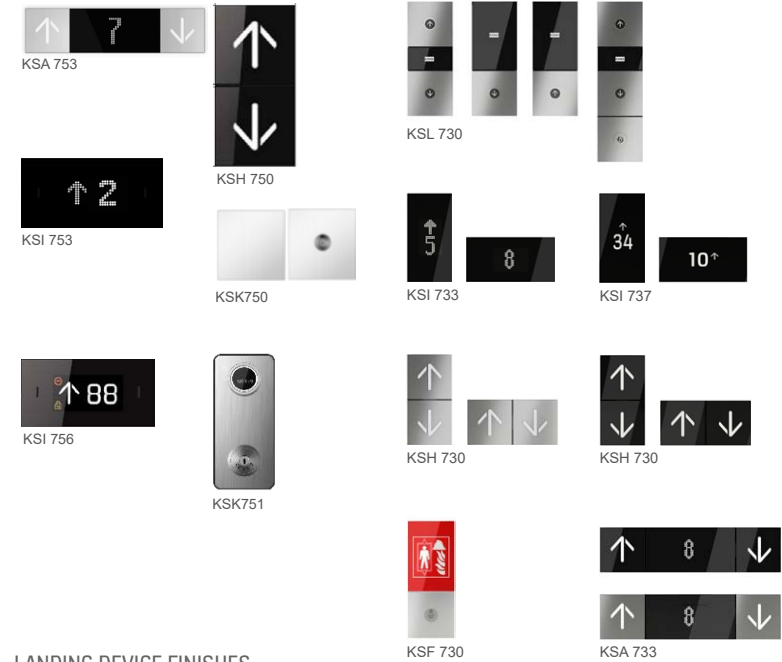 7
KSA 753
KSH 750
KSL 730
2
KSI 753
KSK750
5
8
KSI 733
34
10
KSI 737
88
KSI 756
KSK751
KSH 730
KSH 730
KSF 730
8
8
KSA 733
LANDING DEVICE FINISHES